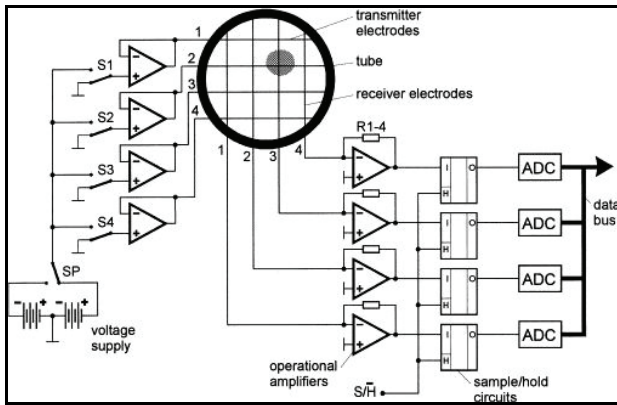 1
transmitter
electrodes
S1
-
+
2
tube
S2
-
+
3
receiver electrodes
S3
-
+
4
S4
-
+
1
2
3
4
R1-4
-
+
I
O
H
ADC
data
bus
-
+
I
O
H
ADC
SP
-
+
-
+
voltage
supply
-
+
I
O
H
ADC
-
+
I
O
H
ADC
operational
amplifiers
S/H̅
sample/hold
circuits